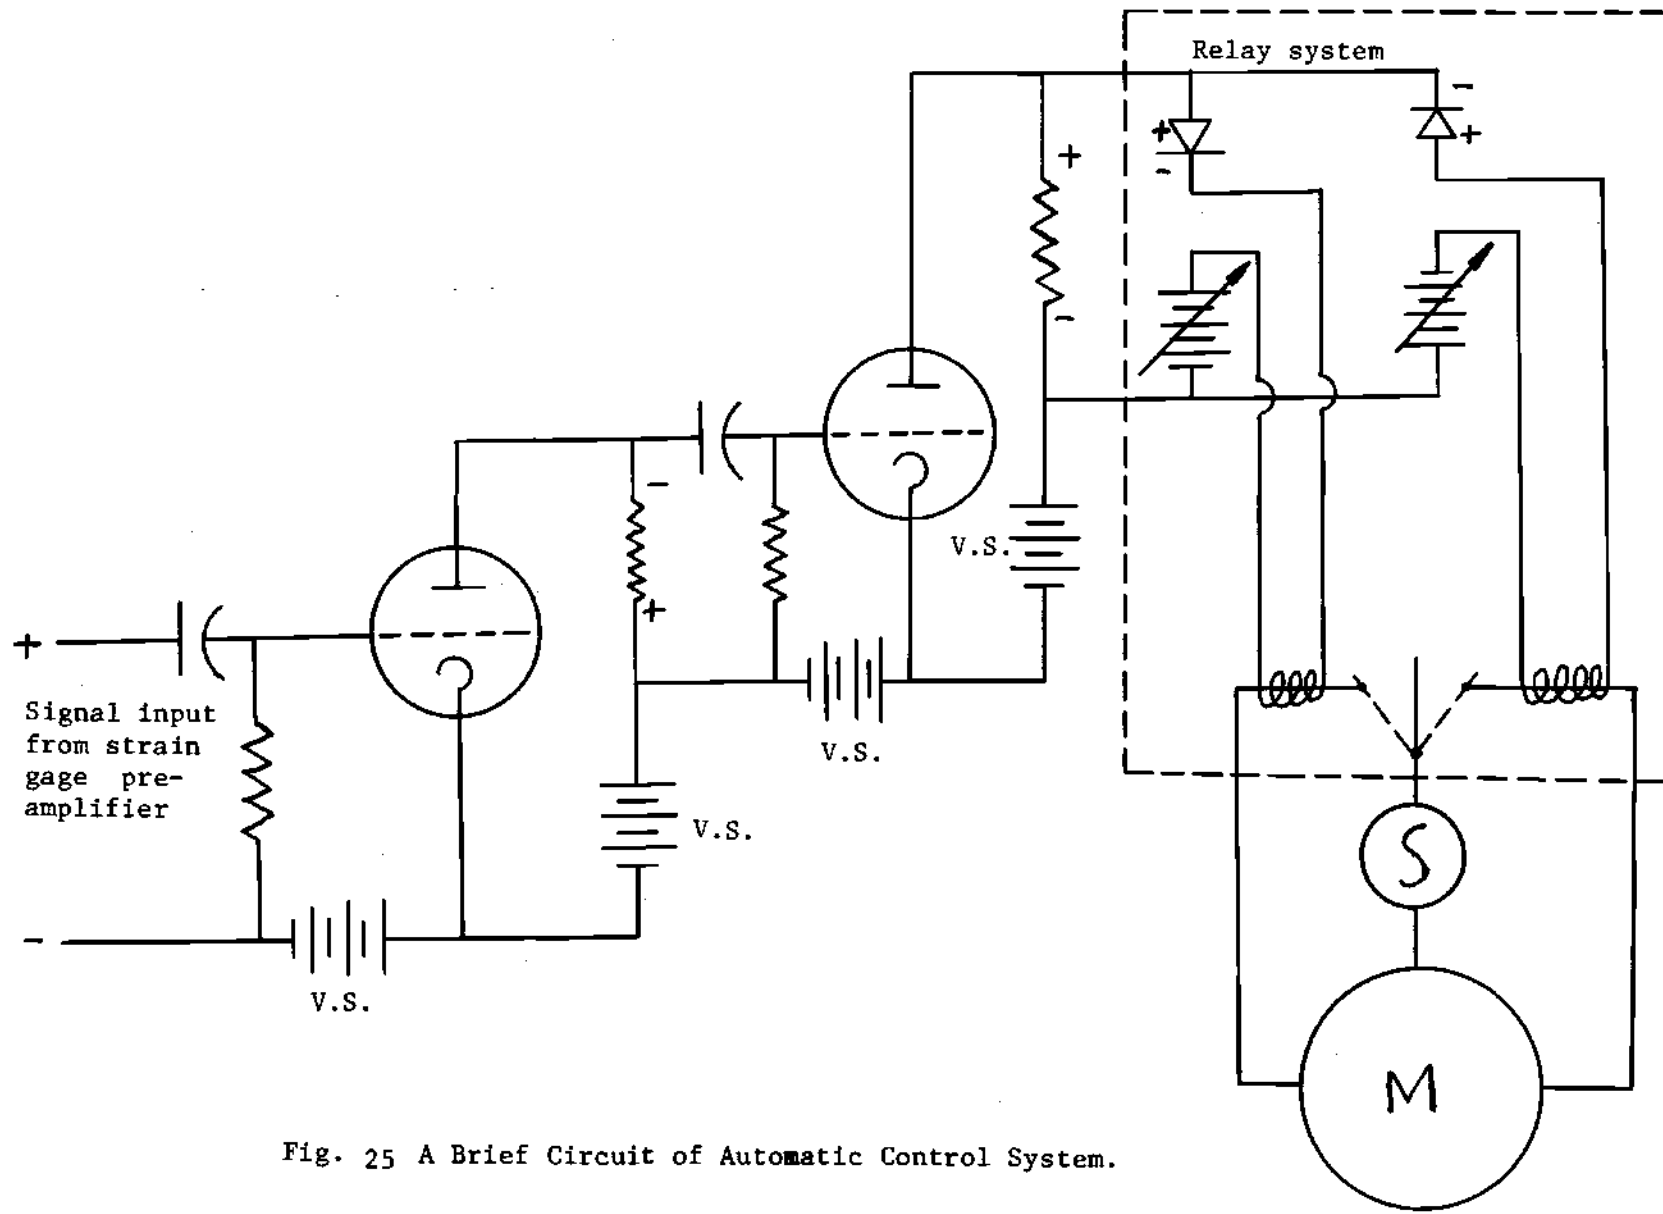 Relay system
-
+
+
-
+
-
-
+
V.S.
+
Signal input
from strain
gage pre-
amplifier
-
V.S.
V.S.
V.S.
S
M
Fig. 25 A Brief Circuit of Automatic Control System.